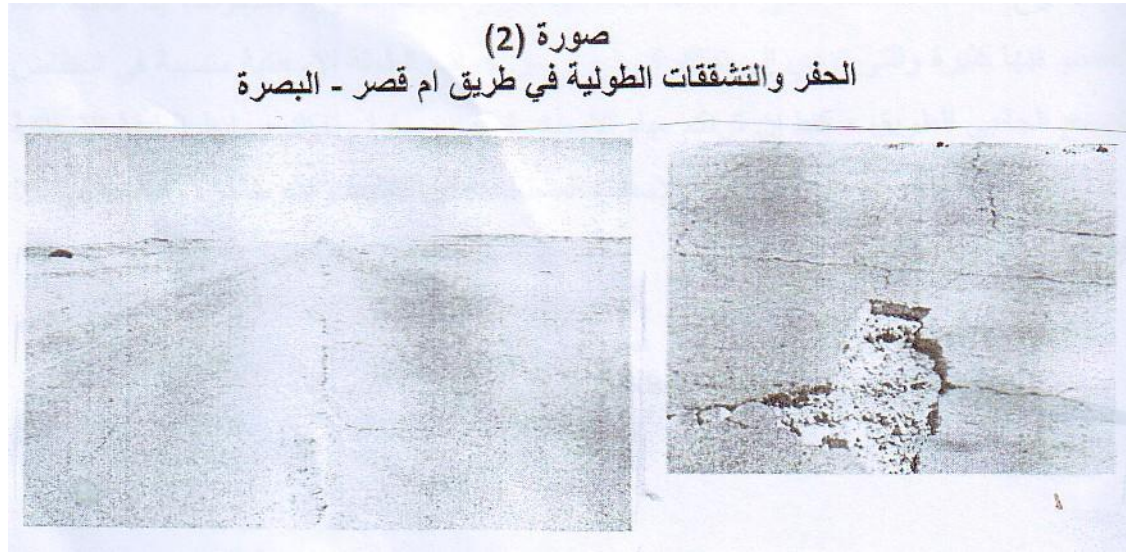 صورة (2)
الحفر والتشققات الطولية في طريق ام قصر - البصرة